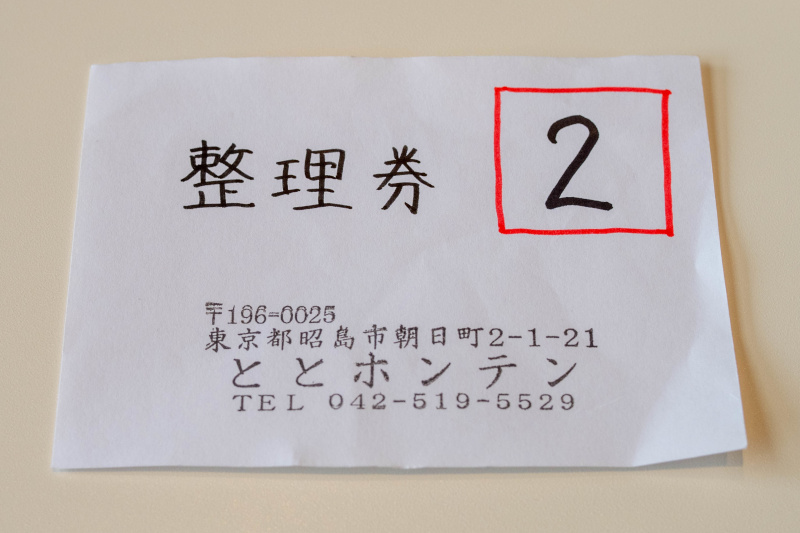 整理券 2
〒196-0025
東京都昭島市朝日町2-1-21
ととホンテン
TEL 042-519-5529